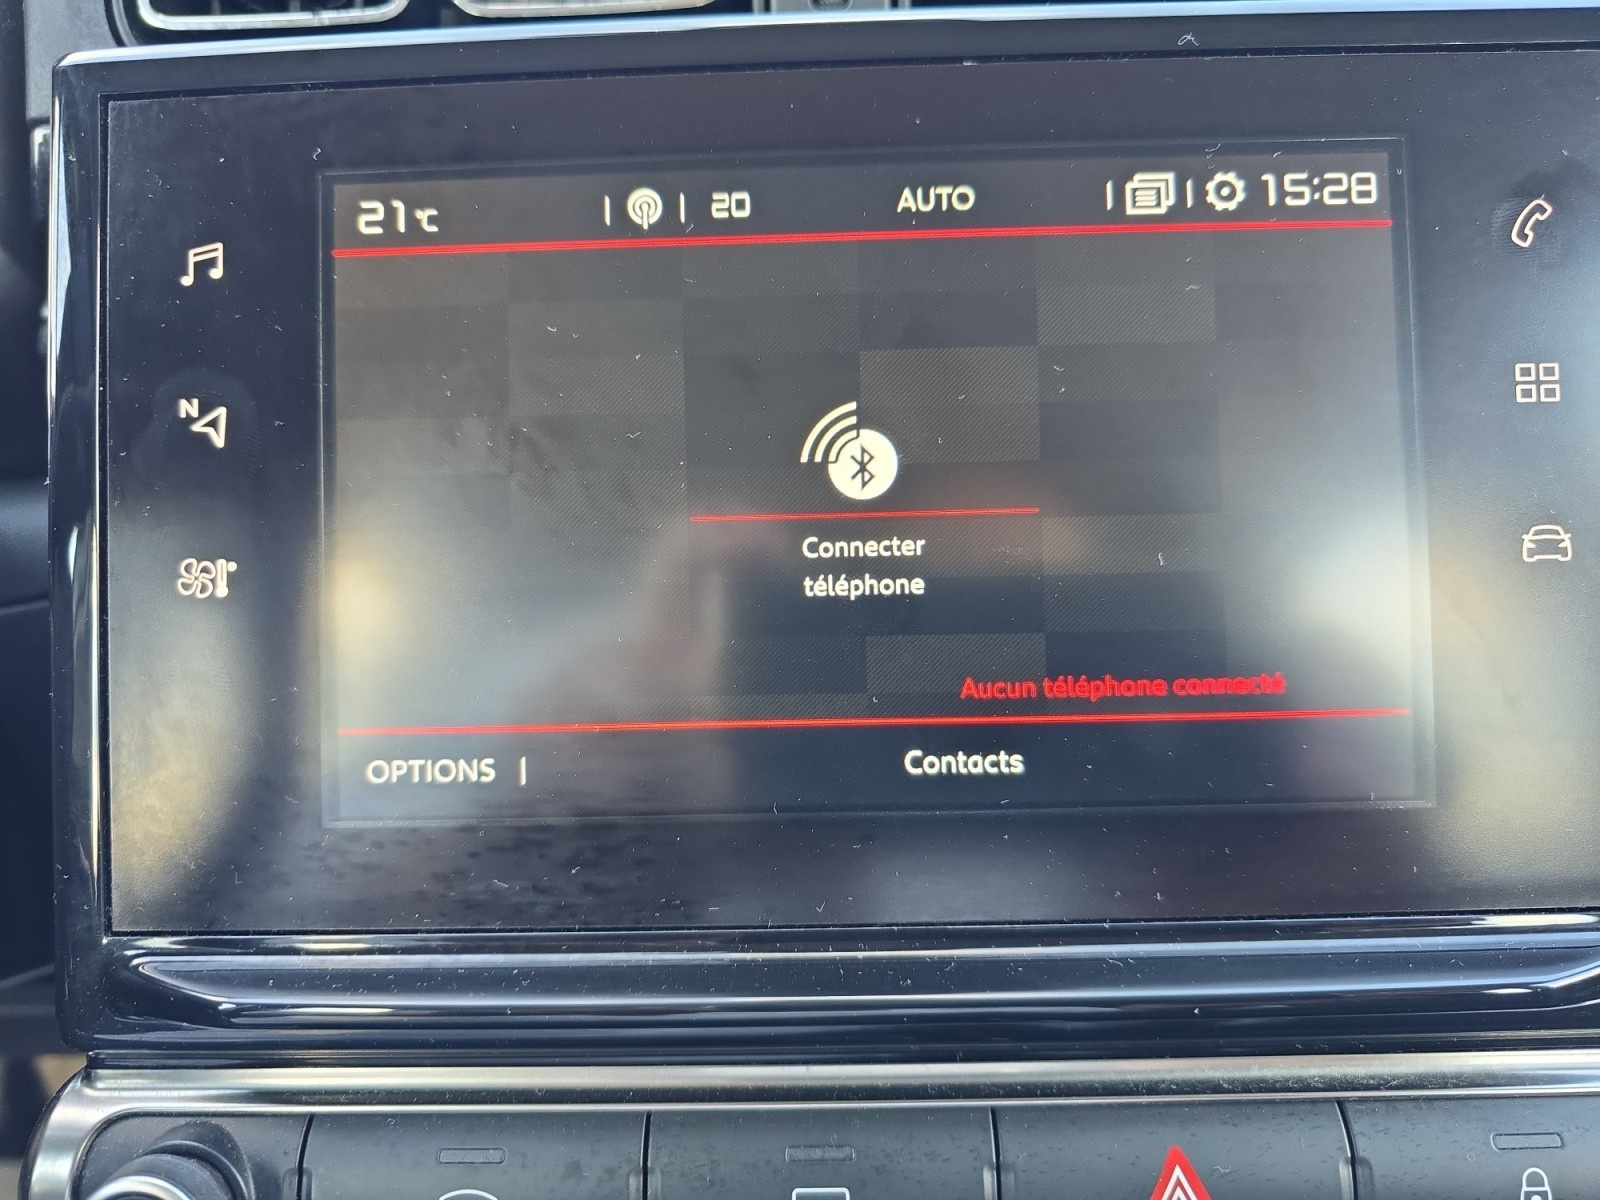 21°C 20 AUTO 15:28
N
Connecter
téléphone
Aucun téléphone connecté
OPTIONS
Contacts